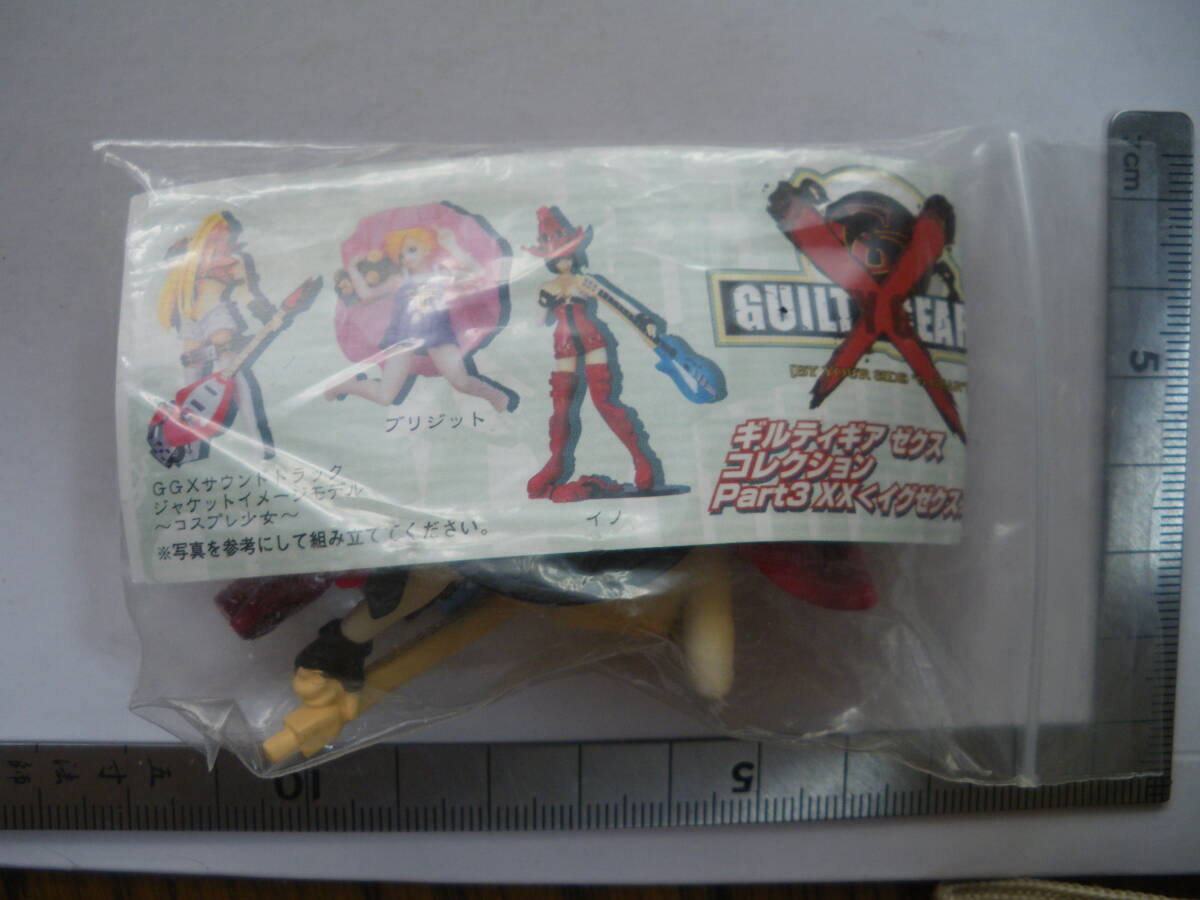 GUILTY GEAR
ブリジット
イノ
GGXサウンドトラック
ジャケットイメージモデル
～コスプレ少女～
※写真を参考にして組み立ててください。
ギルティギア ゼクス
コレクション
Part3 XX<イグゼクス
cm
5
10
5